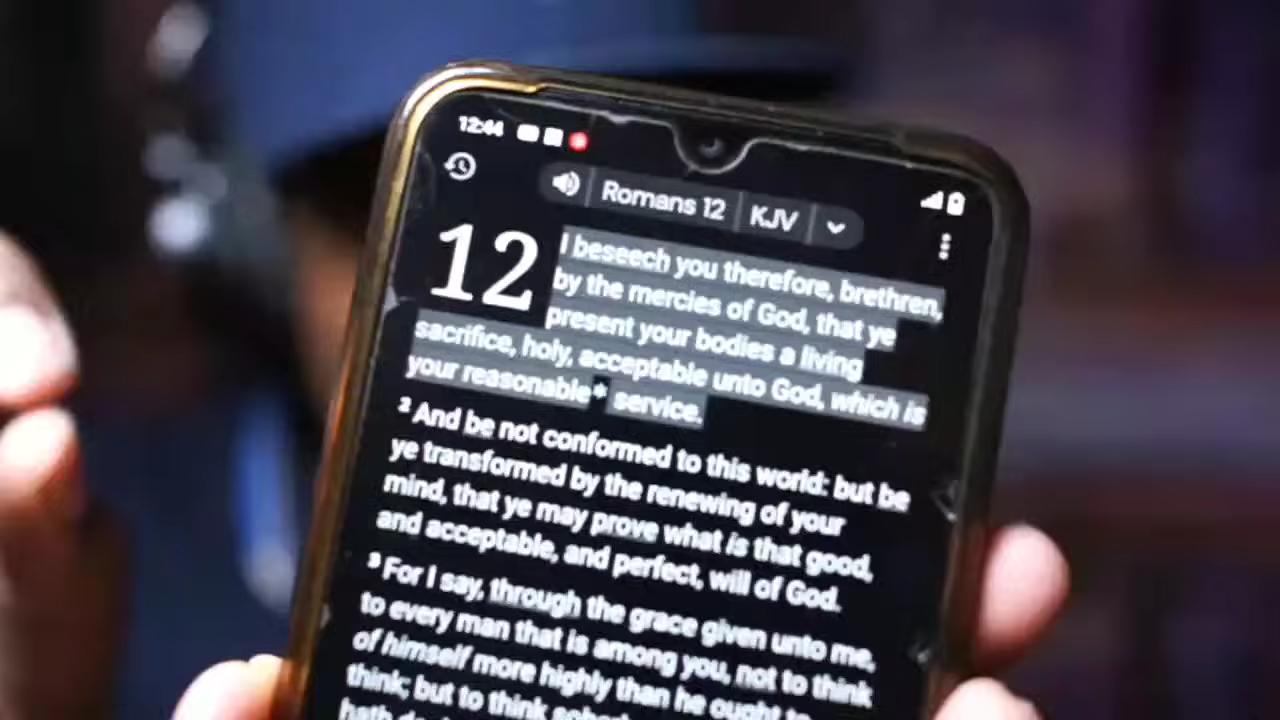 12:44
Romans 12 KJV
12 I beseech you therefore, brethren,
by the mercies of God, that ye
present your bodies a living
sacrifice, holy, acceptable unto God, which is
your reasonable* service.
2 And be not conformed to this world: but be
ye transformed by the renewing of your
mind, that ye may prove what is that good,
and acceptable, and perfect, will of God.
3 For I say, through the grace given unto me,
to every man that is among you, not to think
of himself more highly than he ought to
think; but to think
hath